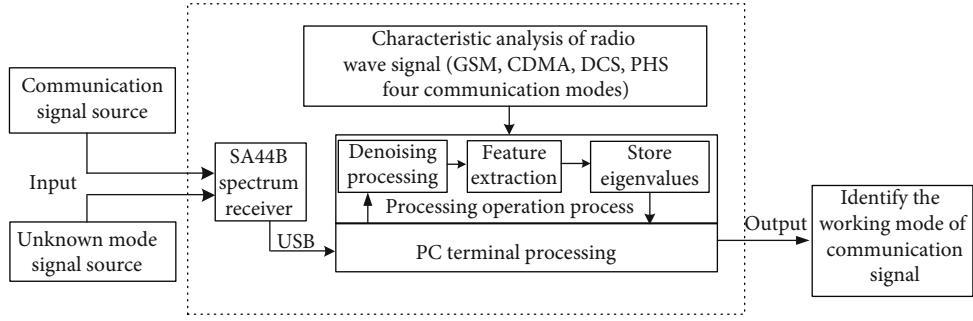 Communication
signal source
Input
Unknown mode
signal source
SA44B
spectrum
receiver
USB
Characteristic analysis of radio
wave signal (GSM, CDMA, DCS, PHS
four communication modes)
Denoising
processing
Feature
extraction
Store
eigenvalues
Processing operation process
PC terminal processing
Output
Identify the
working mode of
communication
signal